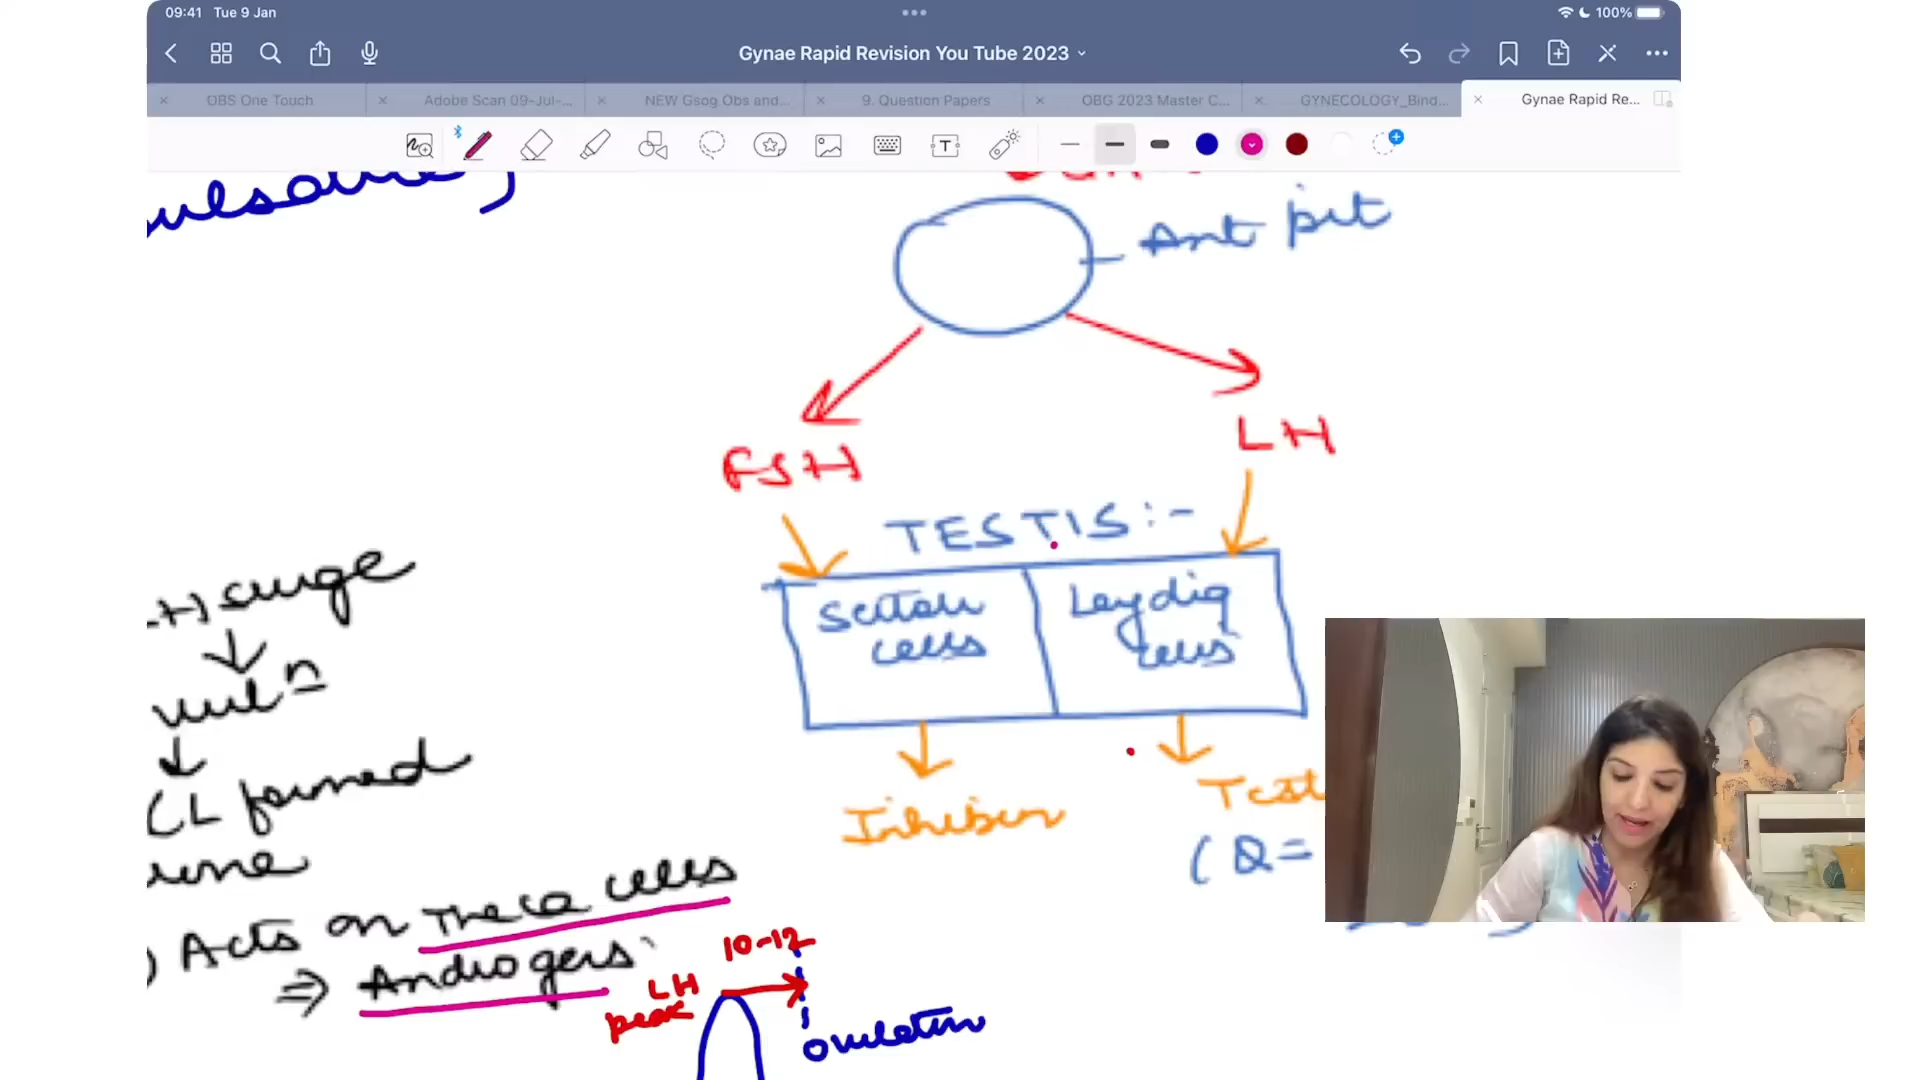 09:41 Tue 9 Jan
100%
Gynae Rapid Revision You Tube 2023
OBS One Touch
Adobe Scan 09-Jul-...
NEW Gsog Obs and...
9. Question Papers
OBG 2023 Master C...
GYNECOLOGY_Bind...
Gynae Rapid Re...
T
Ant pit
FSH
LH
TESTIS:-
Sertoli cells
Leydig cells
Inhibin
Test
(Q=
LH surge
CL formed
Acts on Theca cells
⇒ Androgens
10-12
LH
peak
ovulation